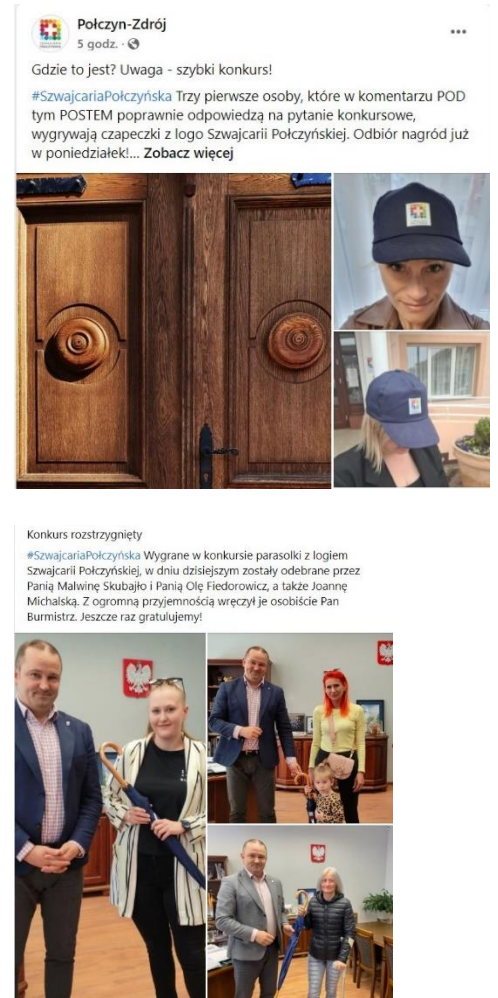 Połczyn-Zdrój
5 godz. ·
Gdzie to jest? Uwaga - szybki konkurs!
#SzwajcariaPołczyńska Trzy pierwsze osoby, które w komentarzu POD
tym POSTEM poprawnie odpowiedzą na pytanie konkursowe,
wygrywają czapeczki z logo Szwajcarii Połczyńskiej. Odbiór nagród już
w poniedziałek!... Zobacz więcej
Konkurs rozstrzygnięty
#SzwajcariaPołczyńska Wygrane w konkursie parasolki z logiem
Szwajcarii Połczyńskiej, w dniu dzisiejszym zostały odebrane przez
Panią Malwinę Skubajło i Panią Olę Fiedorowicz, a także Joannę
Michalską. Z ogromną przyjemnością wręczył je osobiście Pan
Burmistrz. Jeszcze raz gratulujemy!